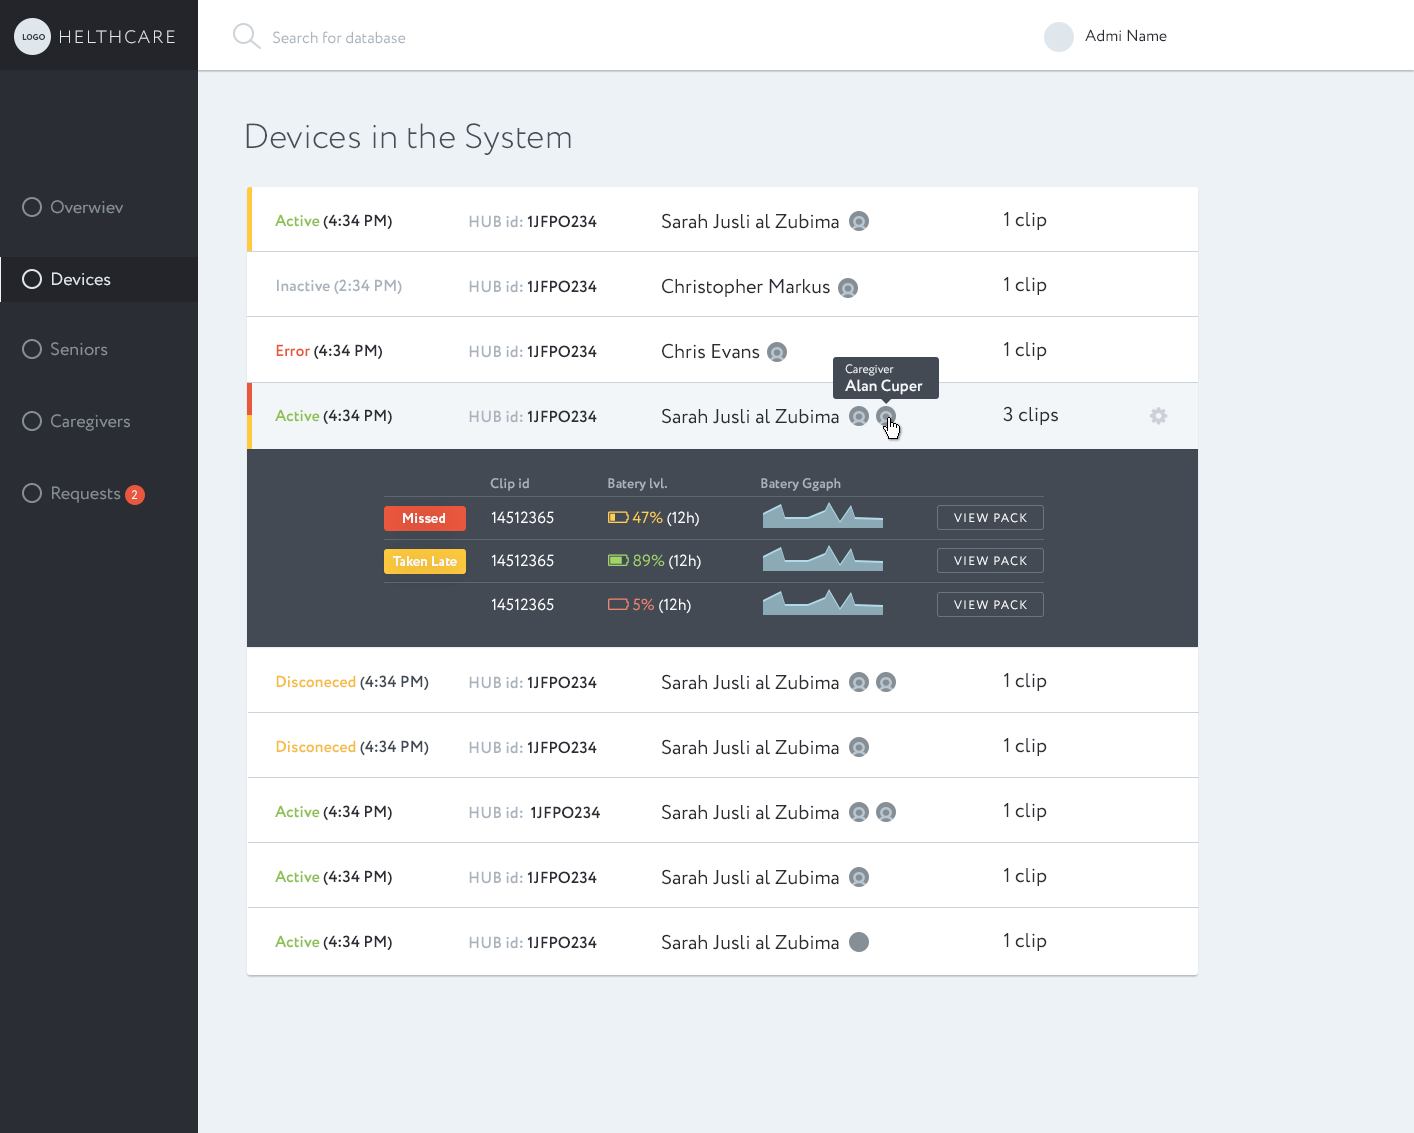 LOGO HELTHCARE
Search for database
Admi Name
Overwiev
Devices
Seniors
Caregivers
Requests 2
Devices in the System
Active (4:34 PM) HUB id: 1JFPO234 Sarah Jusli al Zubima 1 clip
Inactive (2:34 PM) HUB id: 1JFPO234 Christopher Markus 1 clip
Error (4:34 PM) HUB id: 1JFPO234 Chris Evans 1 clip
Caregiver
Alan Cuper
Active (4:34 PM) HUB id: 1JFPO234 Sarah Jusli al Zubima 3 clips
Clip id Batery lvl. Batery Ggaph
Missed 14512365 47% (12h) VIEW PACK
Taken Late 14512365 89% (12h) VIEW PACK
14512365 5% (12h) VIEW PACK
Disconeced (4:34 PM) HUB id: 1JFPO234 Sarah Jusli al Zubima 1 clip
Disconeced (4:34 PM) HUB id: 1JFPO234 Sarah Jusli al Zubima 1 clip
Active (4:34 PM) HUB id: 1JFPO234 Sarah Jusli al Zubima 1 clip
Active (4:34 PM) HUB id: 1JFPO234 Sarah Jusli al Zubima 1 clip
Active (4:34 PM) HUB id: 1JFPO234 Sarah Jusli al Zubima 1 clip